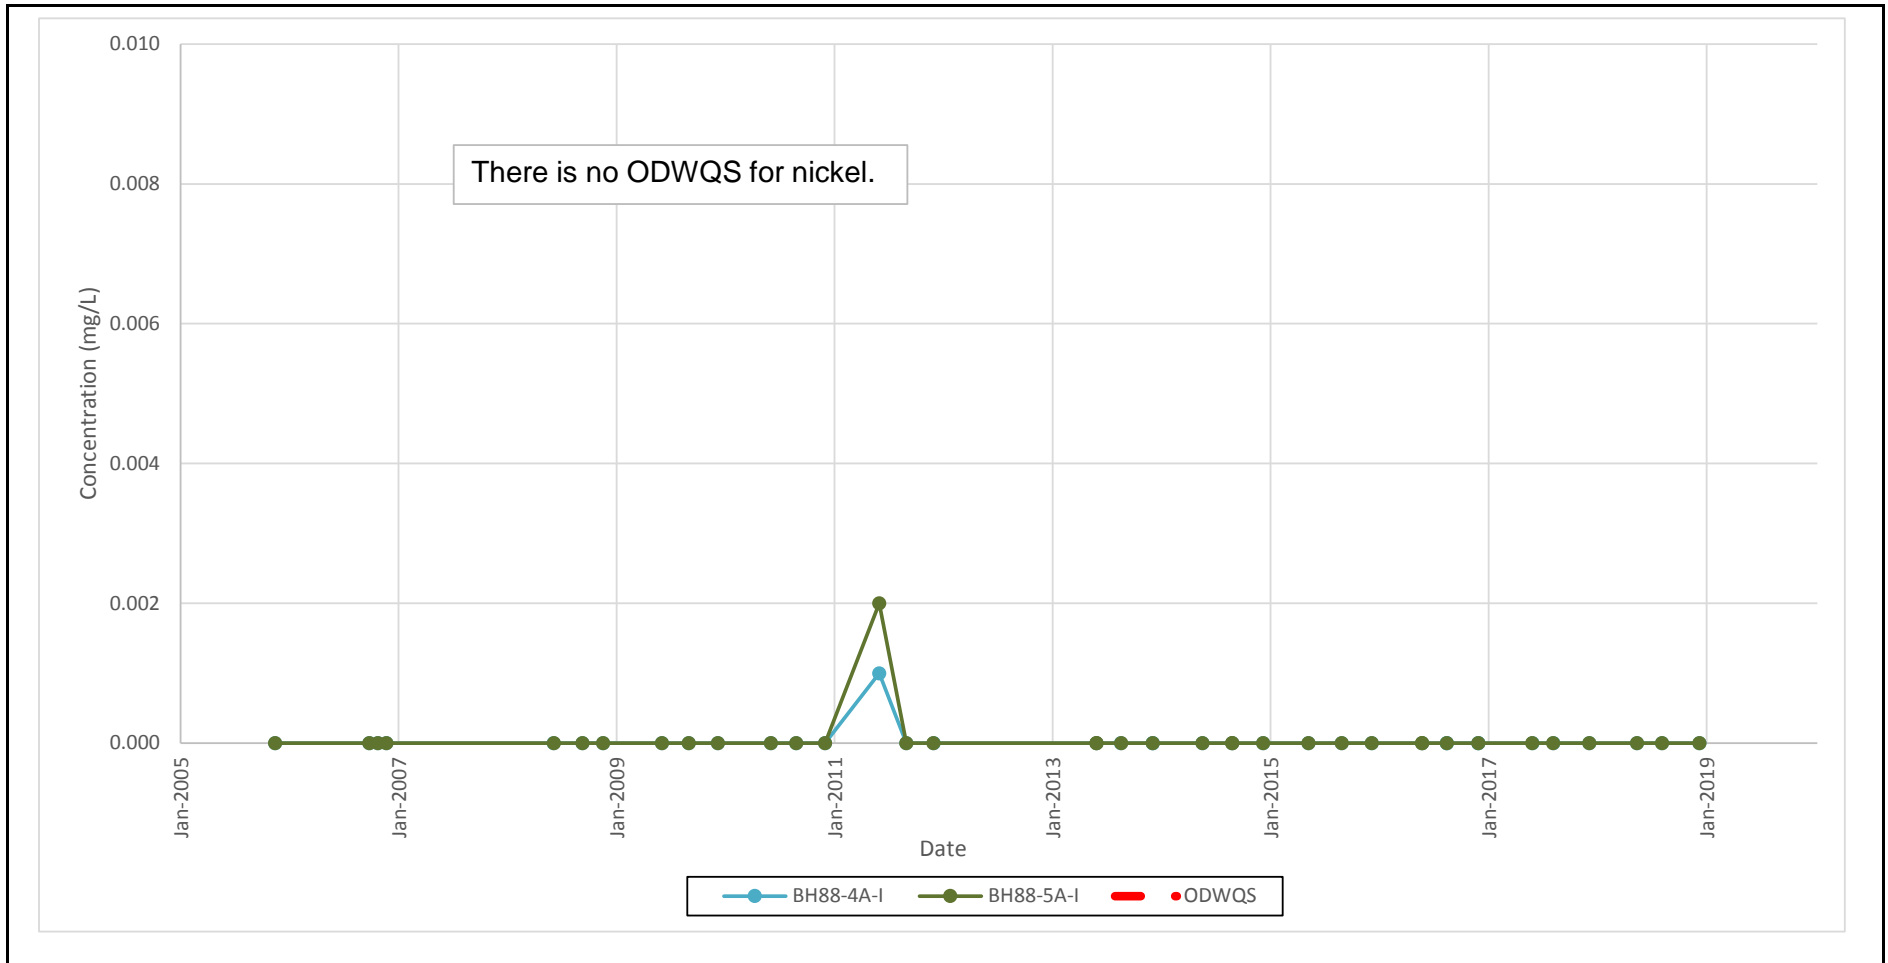 0.010
There is no ODWQS for nickel.
0.008
0.006
0.004
0.002
0.000
Concentration (mg/L)
Jan-2005
Jan-2007
Jan-2009
Jan-2011
Jan-2013
Jan-2015
Jan-2017
Jan-2019
Date
BH88-4A-I BH88-5A-I ODWQS